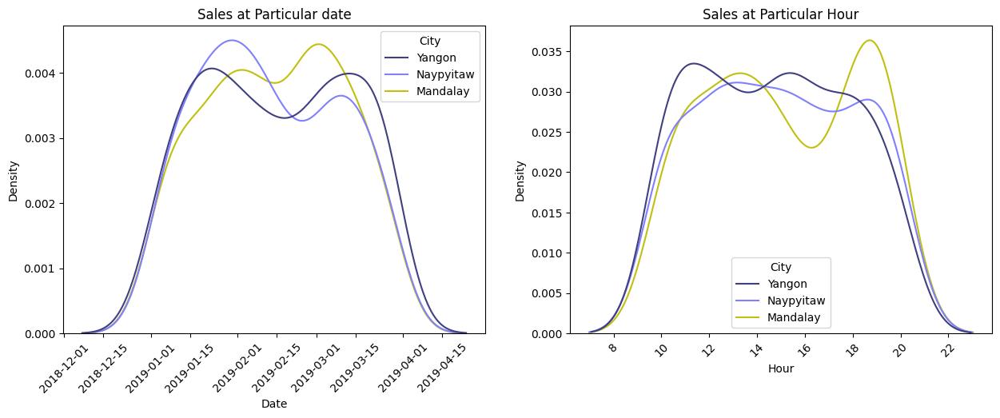 Sales at Particular date
Density
0.004
0.003
0.002
0.001
0.000
City
Yangon
Naypyitaw
Mandalay
2018-12-01
2018-12-15
2019-01-01
2019-01-15
2019-02-01
2019-02-15
2019-03-01
2019-03-15
2019-04-01
2019-04-15
Date
Sales at Particular Hour
Density
0.035
0.030
0.025
0.020
0.015
0.010
0.005
0.000
City
Yangon
Naypyitaw
Mandalay
8
10
12
14
16
18
20
22
Hour